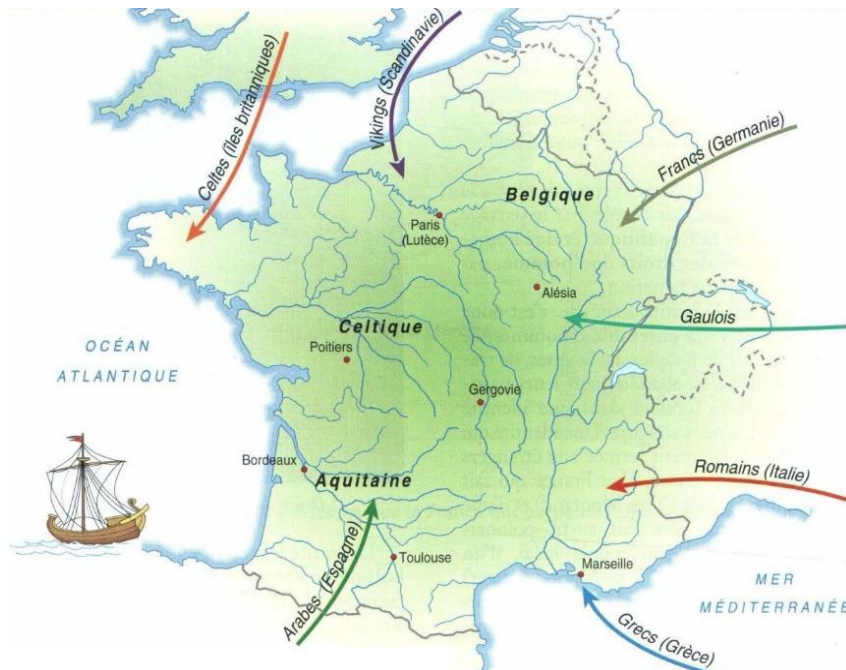 Celtes (îles britanniques)
Vikings (Scandinavie)
Francs (Germanie)
Belgique
Paris
(Lutèce)
Alésia
Gaulois
Celtique
Poitiers
OCÉAN
ATLANTIQUE
Gergovie
Bordeaux
Aquitaine
Romains (Italie)
Arabes (Espagne)
Toulouse
Marseille
MER
MÉDITERRANÉE
Grecs (Grèce)